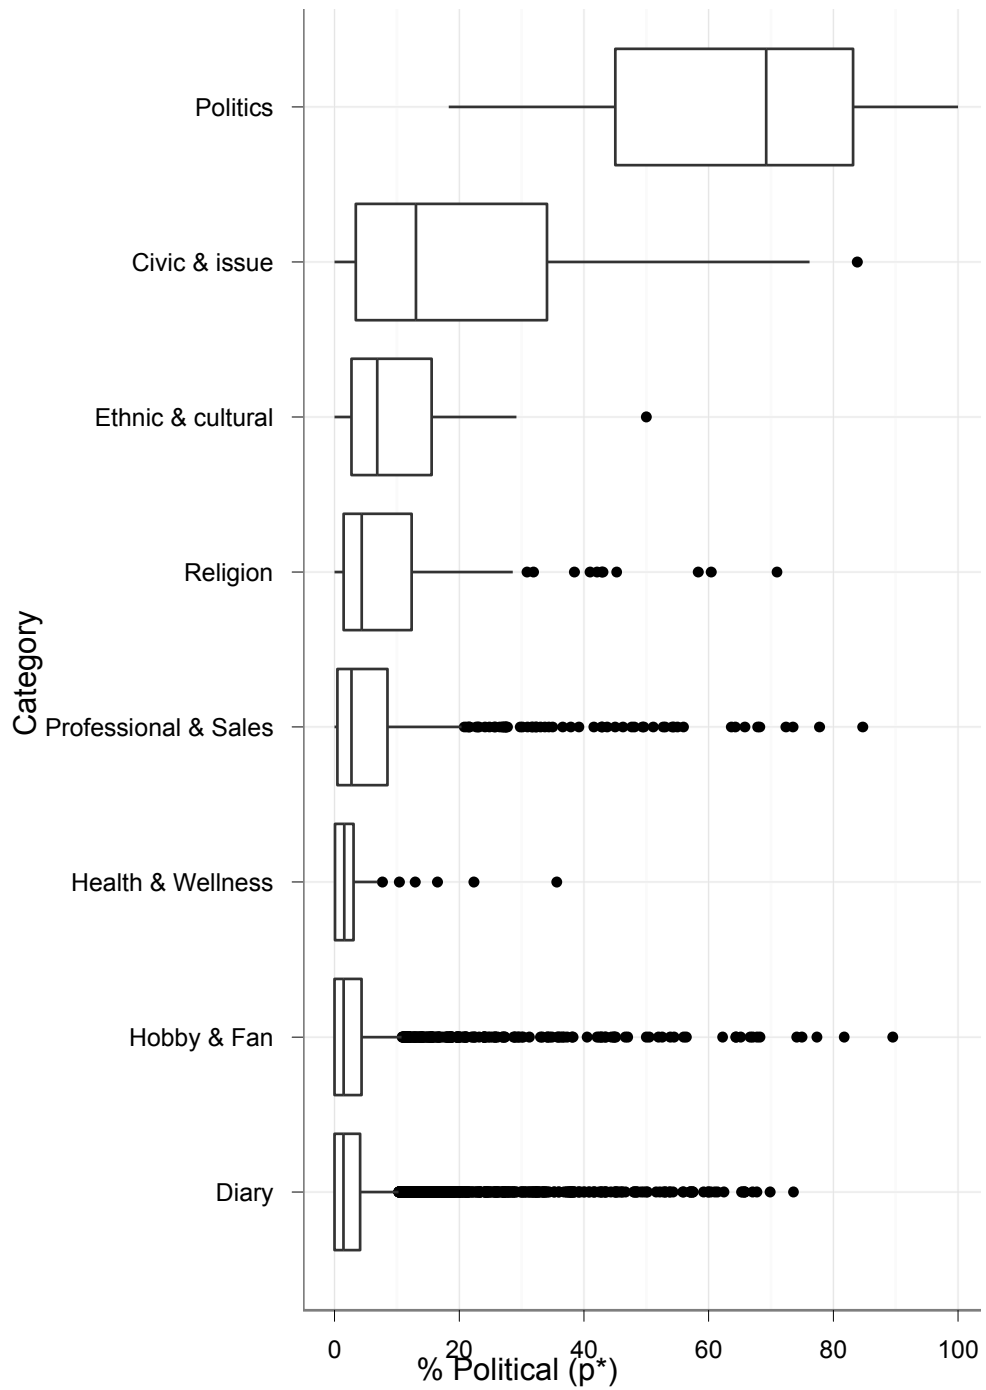 Politics
Civic & issue
Ethnic & cultural
Religion
Category
Professional & Sales
Health & Wellness
Hobby & Fan
Diary
0 20 40 60 80 100
% Political (p*)